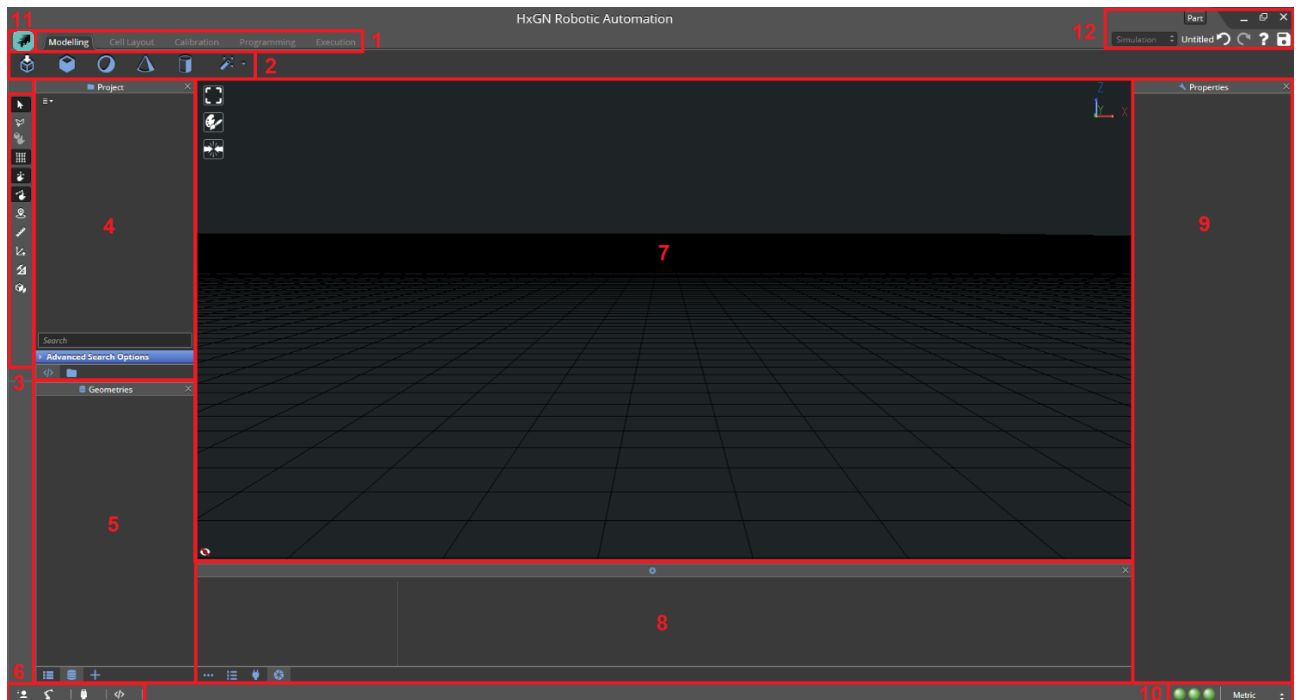 HxGN Robotic Automation
Part
11
Modelling Cell Layout Calibration Programming Execution
1
12
Simulation
Untitled
?
2
Project
Z
Y
X
Properties
4
7
9
Search
Advanced Search Options
3
</>
Geometries
5
8
6
</>
10
Metric